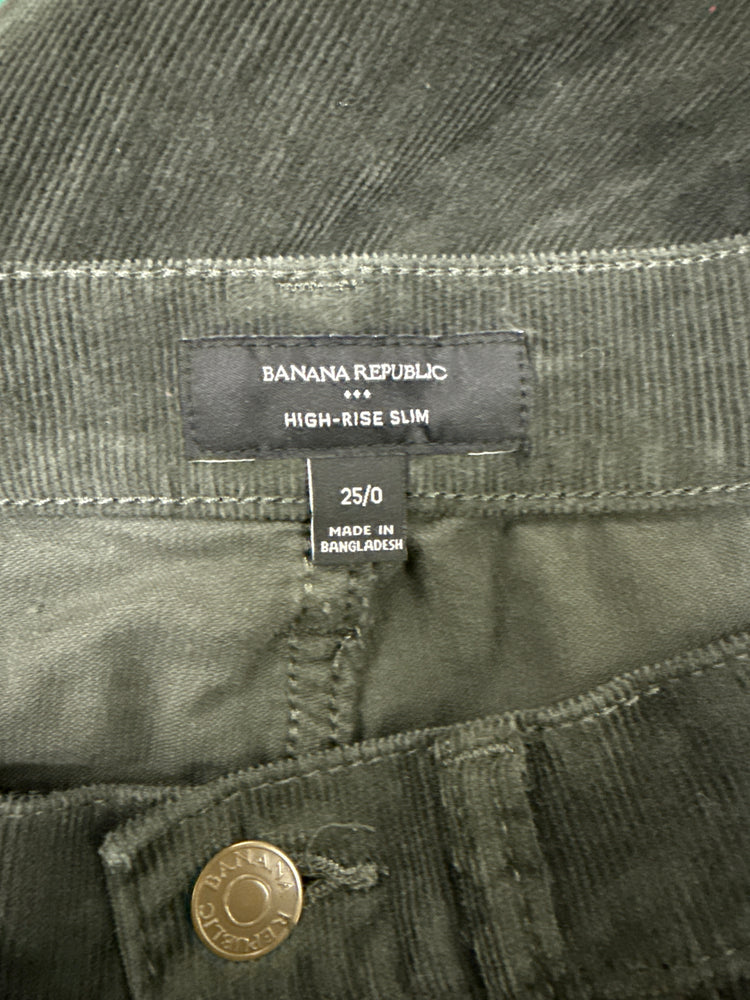 BANANA REPUBLIC
HIGH-RISE SLIM
25/0
MADE IN
BANGLADESH
BANANA REPUBLIC